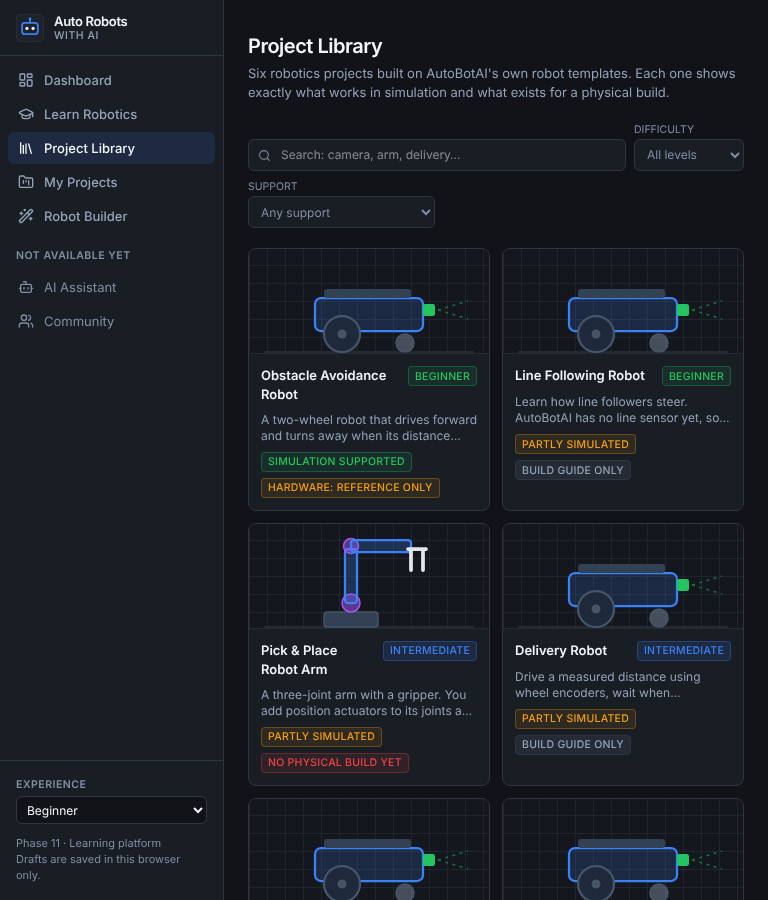 Auto Robots
WITH AI
Dashboard
Learn Robotics
Project Library
My Projects
Robot Builder
NOT AVAILABLE YET
AI Assistant
Community
EXPERIENCE
Beginner
Phase 11 · Learning platform
Drafts are saved in this browser
only.
Project Library
Six robotics projects built on AutoBotAI's own robot templates. Each one shows
exactly what works in simulation and what exists for a physical build.
DIFFICULTY
Search: camera, arm, delivery...
All levels
SUPPORT
Any support
Obstacle Avoidance
Robot
BEGINNER
A two-wheel robot that drives forward
and turns away when its distance...
SIMULATION SUPPORTED
HARDWARE: REFERENCE ONLY
Line Following Robot
BEGINNER
Learn how line followers steer.
AutoBotAI has no line sensor yet, so...
PARTLY SIMULATED
BUILD GUIDE ONLY
Pick & Place
Robot Arm
INTERMEDIATE
A three-joint arm with a gripper. You
add position actuators to its joints a...
PARTLY SIMULATED
NO PHYSICAL BUILD YET
Delivery Robot
INTERMEDIATE
Drive a measured distance using
wheel encoders, wait when...
PARTLY SIMULATED
BUILD GUIDE ONLY